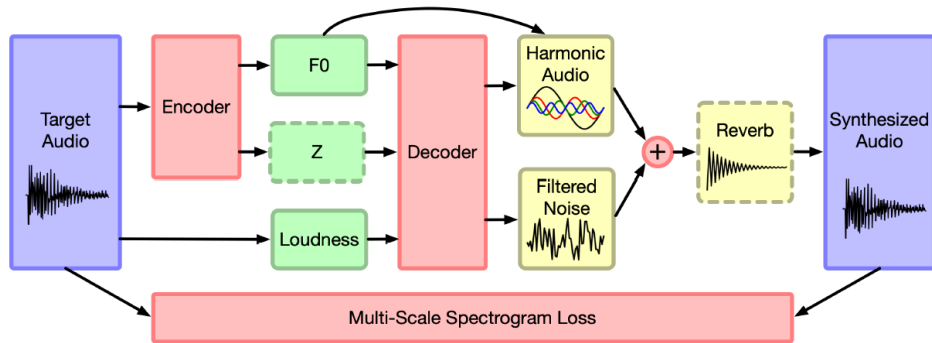 Target
Audio
Encoder
F0
Z
Loudness
Decoder
Harmonic
Audio
Filtered
Noise
+
Reverb
Synthesized
Audio
Multi-Scale Spectrogram Loss